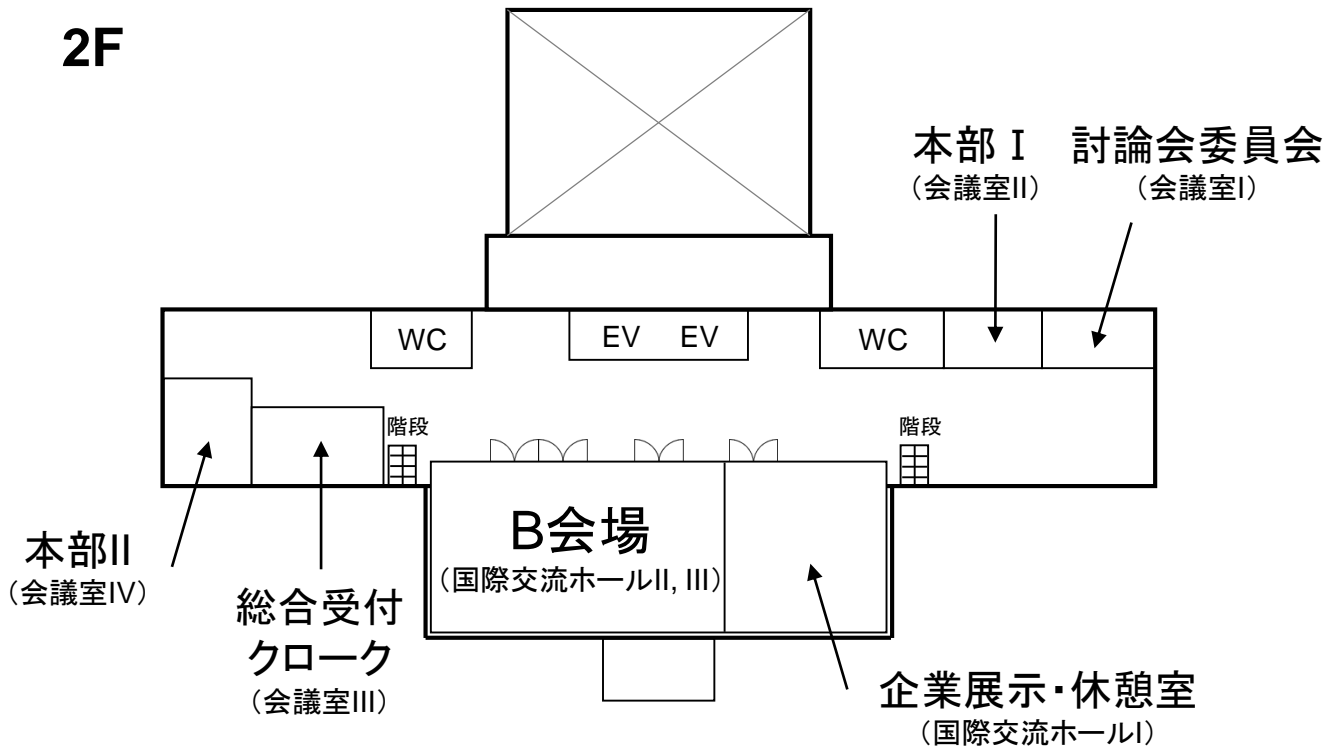 2F
本部Ⅰ
(会議室II)
討論会委員会
(会議室I)
WC
EV EV
WC
階段
階段
B会場
(国際交流ホールII, III)
本部II
(会議室IV)
総合受付
クローク
(会議室III)
企業展示・休憩室
(国際交流ホールI)